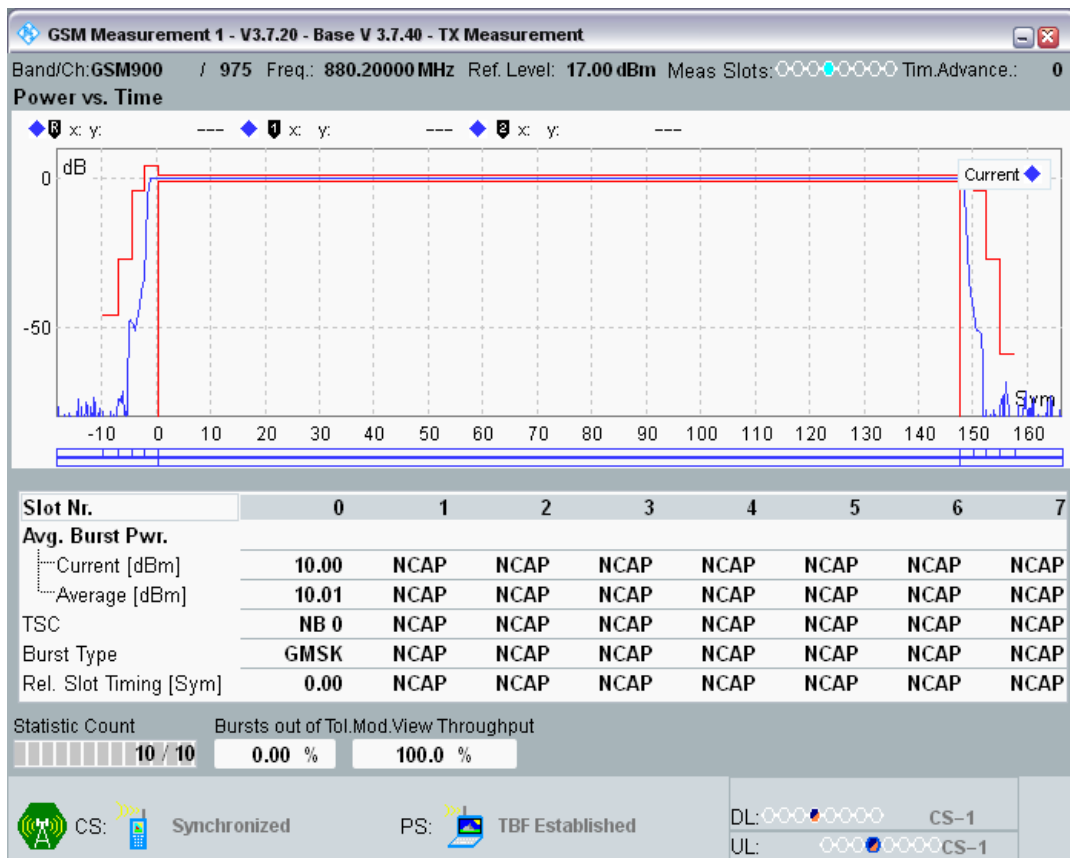 GSM Measurement 1 - V3.7.20 - Base V 3.7.40 - TX Measurement
Band/Ch:GSM900 / 975 Freq.: 880.20000 MHz Ref. Level: 17.00 dBm Meas Slots: Tim.Advance.: 0
Power vs. Time
R x: y: --- 1 x: y: --- 2 x: y: ---
dB
0
Current
-50
Sym
-10 0 10 20 30 40 50 60 70 80 90 100 110 120 130 140 150 160
Slot Nr. 0 1 2 3 4 5 6 7
Avg. Burst Pwr.
Current [dBm] 10.00 NCAP NCAP NCAP NCAP NCAP NCAP NCAP
Average [dBm] 10.01 NCAP NCAP NCAP NCAP NCAP NCAP NCAP
TSC NB 0 NCAP NCAP NCAP NCAP NCAP NCAP NCAP
Burst Type GMSK NCAP NCAP NCAP NCAP NCAP NCAP NCAP
Rel. Slot Timing [Sym] 0.00 NCAP NCAP NCAP NCAP NCAP NCAP NCAP
Statistic Count Bursts out of Tol.Mod.View Throughput
10 / 10 0.00 % 100.0 %
CS: Synchronized PS: TBF Established DL: CS-1
UL: CS-1